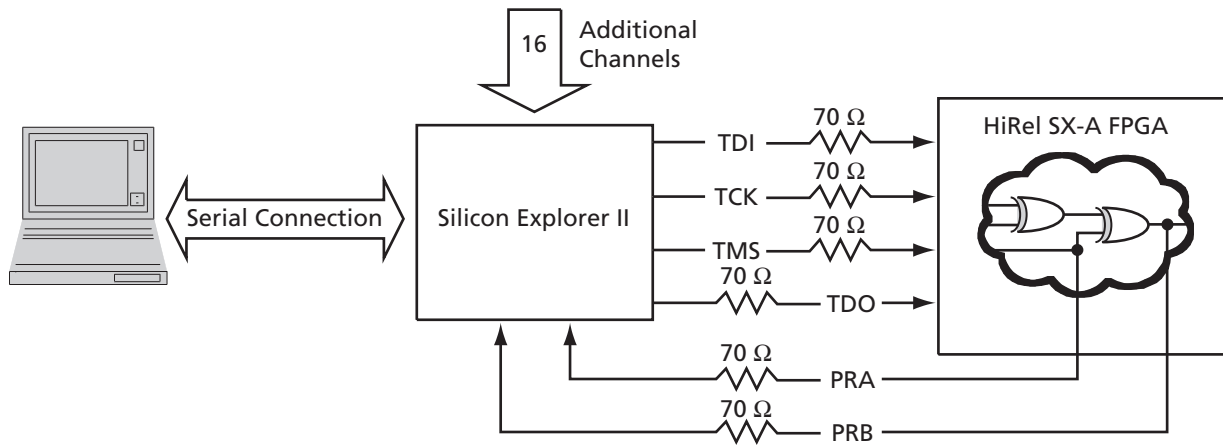 16
Additional
Channels
Serial Connection
Silicon Explorer II
70 Ω
TDI
70 Ω
TCK
70 Ω
TMS
70 Ω
TDO
70 Ω
PRA
70 Ω
PRB
HiRel SX-A FPGA